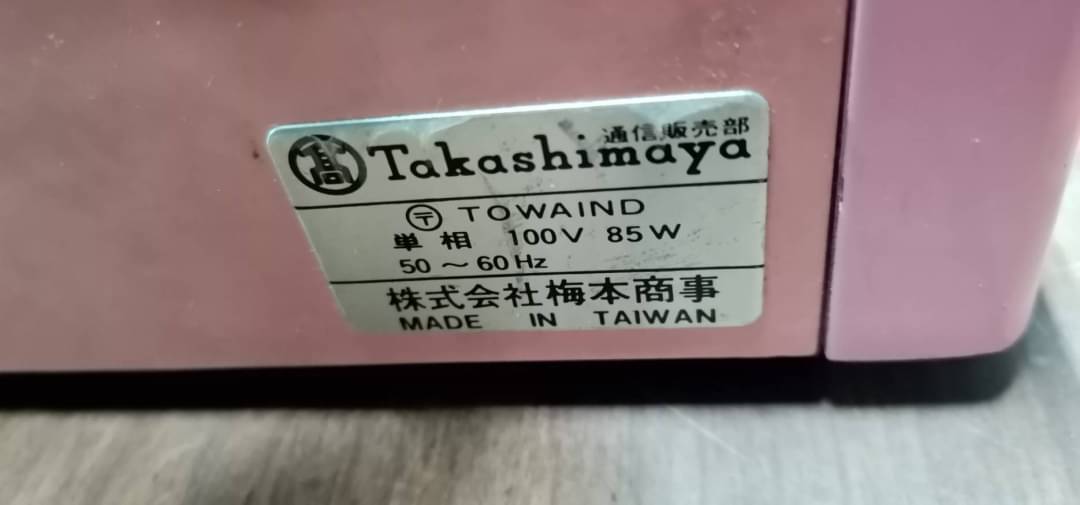 通信販売部
髙 Takashimaya
〒 TOWAIND
単相 100V 85W
50～60Hz
株式会社梅本商事
MADE IN TAIWAN